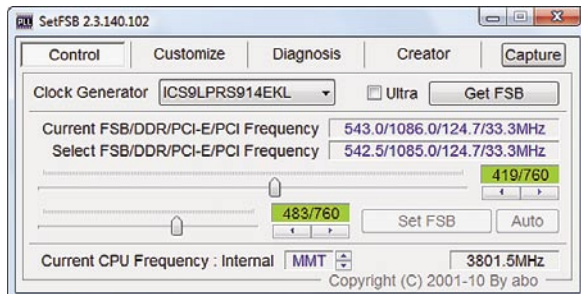 PLL SetFSB 2.3.140.102
Control Customize Diagnosis Creator Capture
Clock Generator ICS9LPRS914EKL Ultra Get FSB
Current FSB/DDR/PCI-E/PCI Frequency 543.0/1086.0/124.7/33.3MHz
Select FSB/DDR/PCI-E/PCI Frequency 542.5/1085.0/124.7/33.3MHz
419/760
483/760 Set FSB Auto
Current CPU Frequency : Internal MMT 3801.5MHz
Copyright (C) 2001-10 By abo